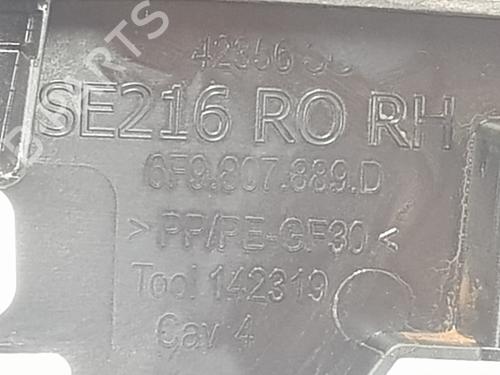 SE216 RO RH
6F9.807.889.D
>PP/PE-GF30<
Tool 142319
Cav 4